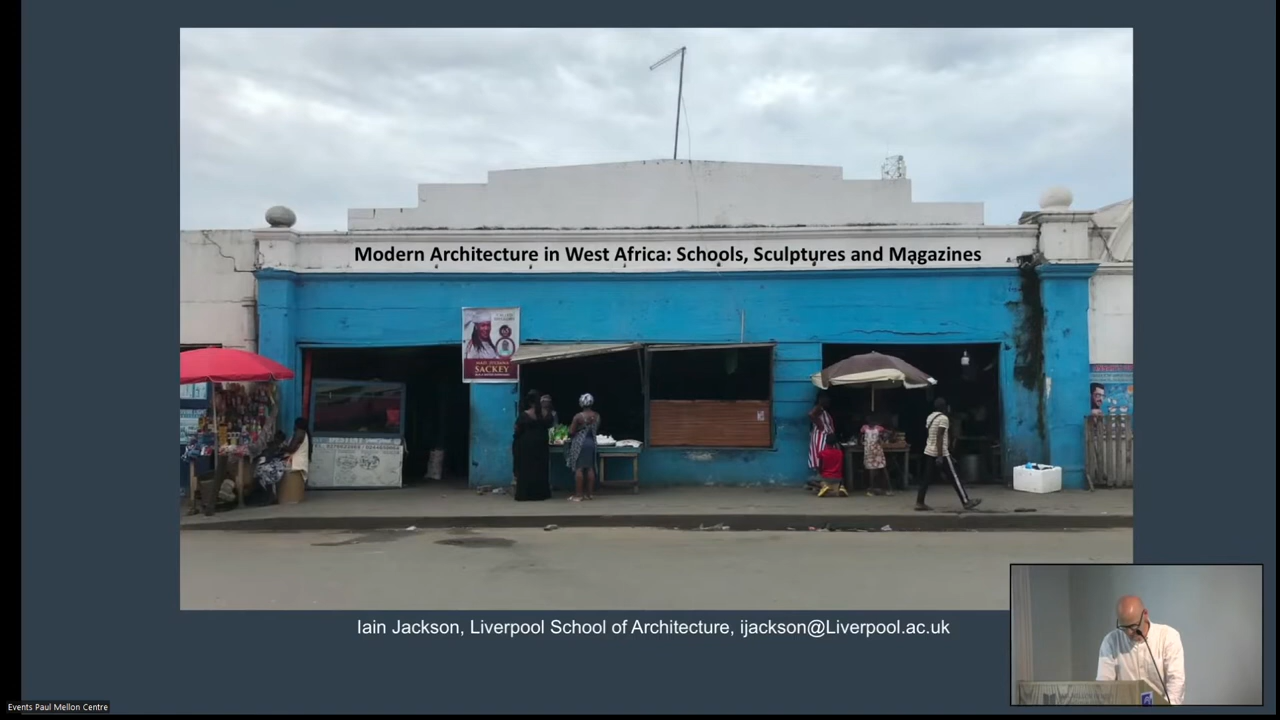 Modern Architecture in West Africa: Schools, Sculptures and Magazines
SACKEY
Iain Jackson, Liverpool School of Architecture, ijackson@Liverpool.ac.uk
Events Paul Mellon Centre